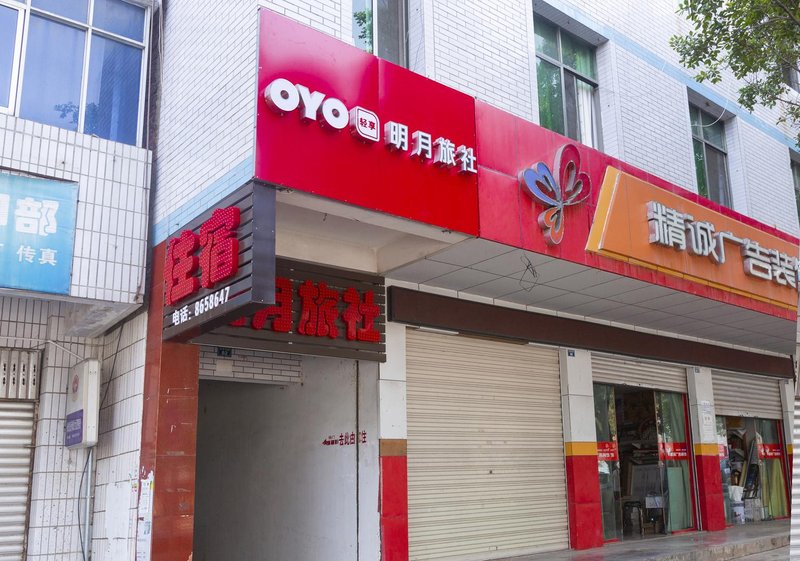 OYO 轻享 明月旅社
精诚广告装
住宿
电话：8658647
月旅社
部
传真